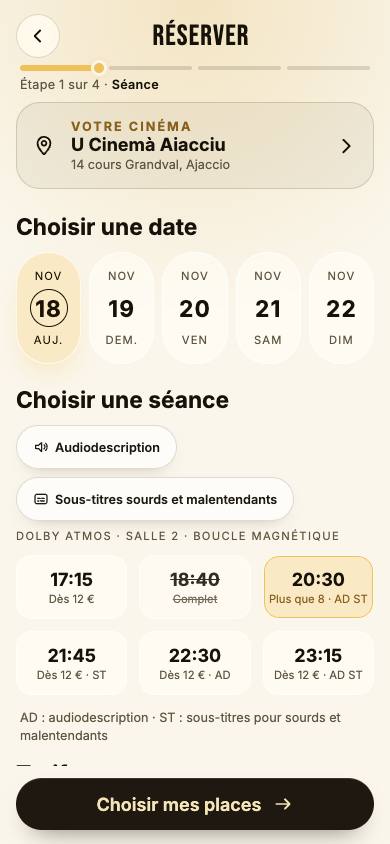 RÉSERVER
Étape 1 sur 4 · Séance
VOTRE CINÉMA
U Cinemà Aiacciu
14 cours Grandval, Ajaccio
Choisir une date
NOV NOV NOV NOV NOV
18 19 20 21 22
AUJ. DEM. VEN SAM DIM
Choisir une séance
Audiodescription
Sous-titres sourds et malentendants
DOLBY ATMOS · SALLE 2 · BOUCLE MAGNÉTIQUE
17:15 18:40 20:30
Dès 12 € Complet Plus que 8 · AD ST
21:45 22:30 23:15
Dès 12 € · ST Dès 12 € · AD Dès 12 € · AD ST
AD : audiodescription · ST : sous-titres pour sourds et
malentendants
Choisir mes places